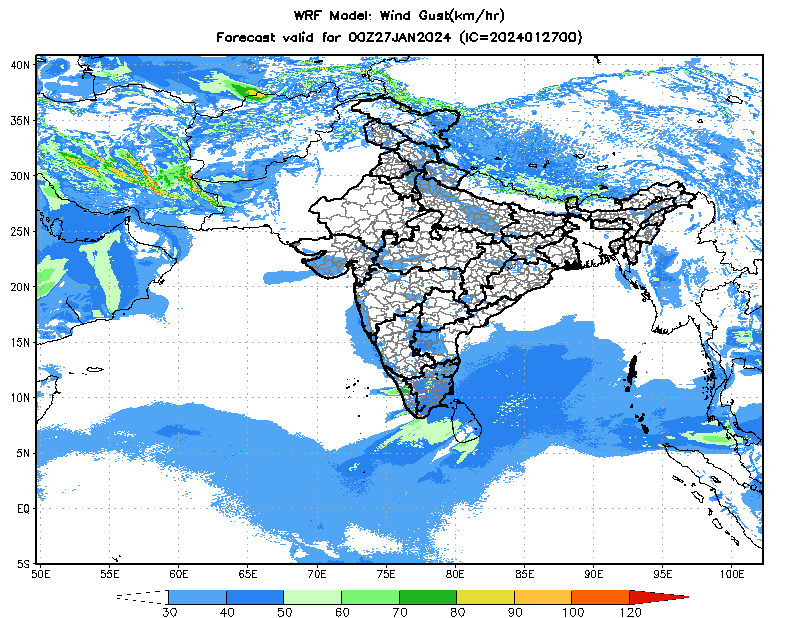 WRF Model: Wind Gust(km/hr)
Forecast valid for 00Z27JAN2024 (IC=2024012700)
40N
35N
30N
25N
20N
15N
10N
5N
EQ
5S
50E 55E 60E 65E 70E 75E 80E 85E 90E 95E 100E
30 40 50 60 70 80 90 100 120